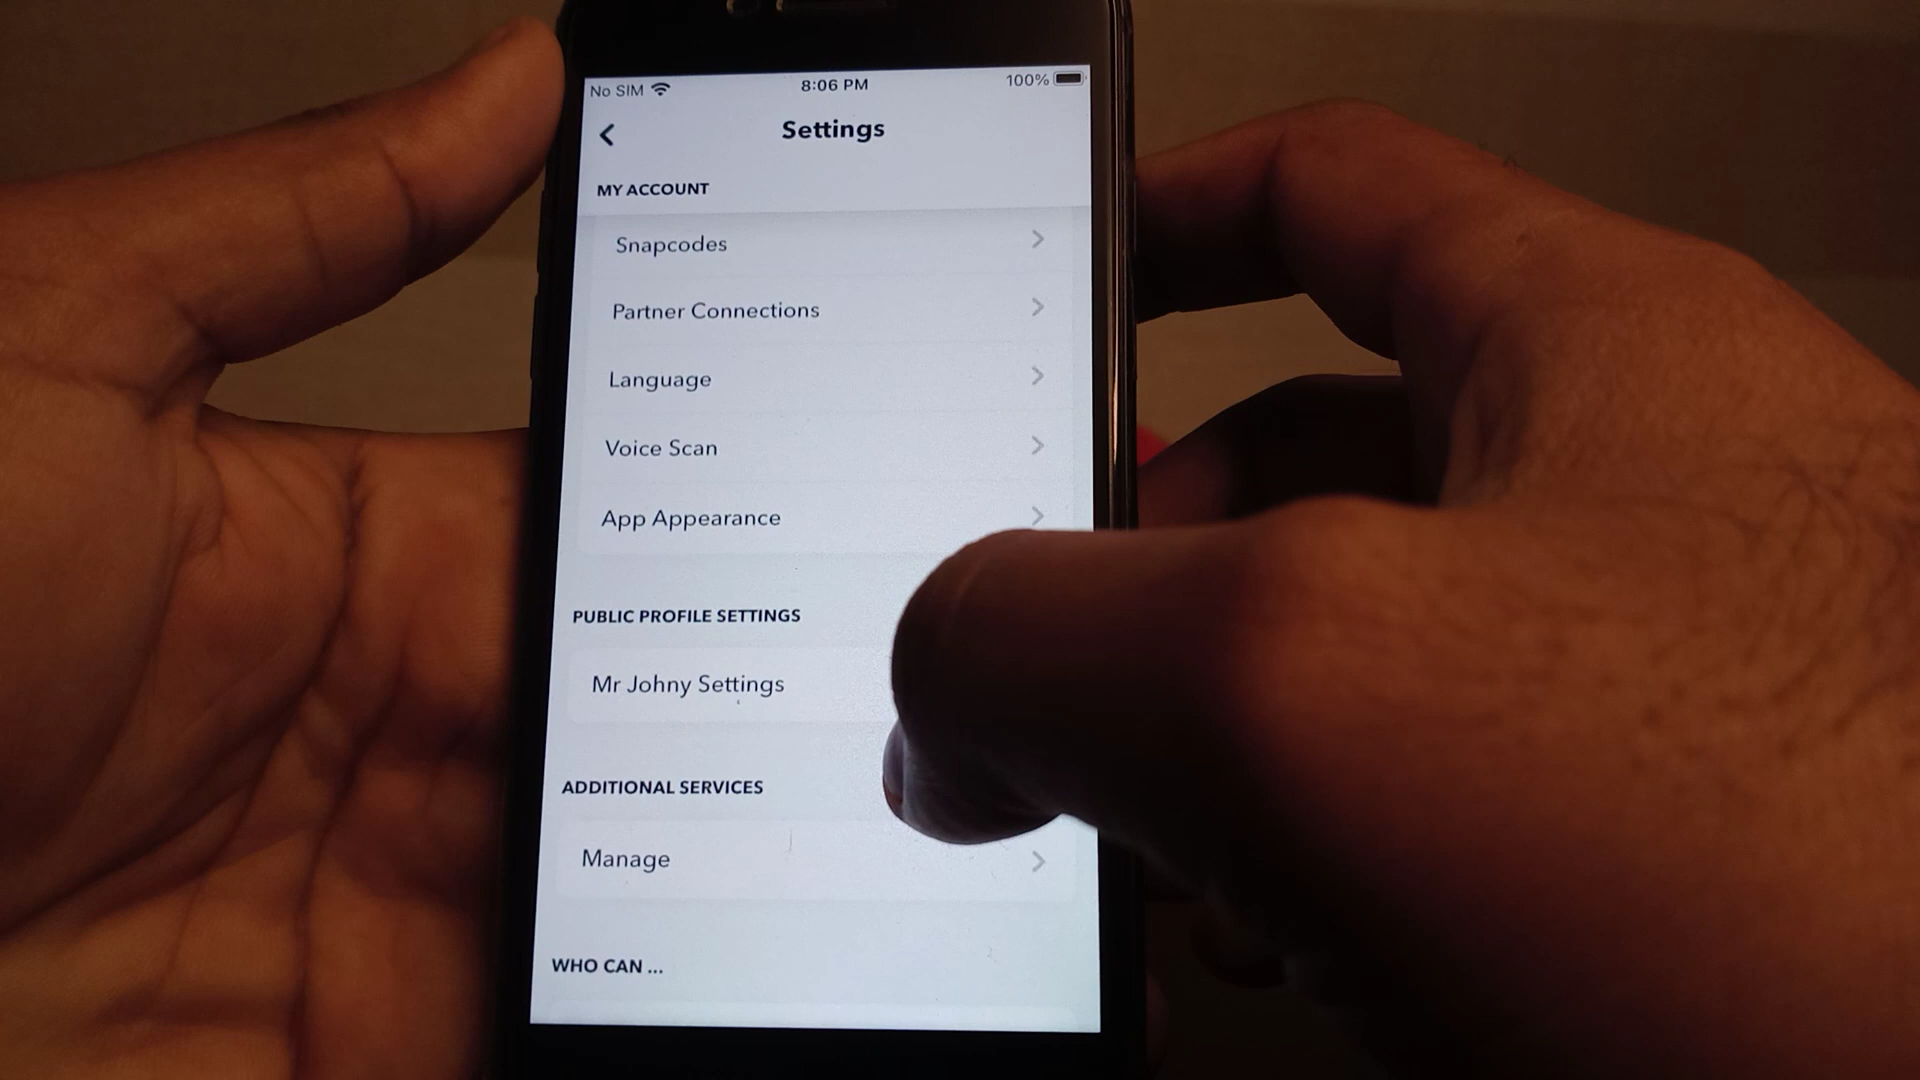 No SIM 8:06 PM 100%
Settings
MY ACCOUNT
Snapcodes
Partner Connections
Language
Voice Scan
App Appearance
PUBLIC PROFILE SETTINGS
Mr Johny Settings
ADDITIONAL SERVICES
Manage
WHO CAN ...